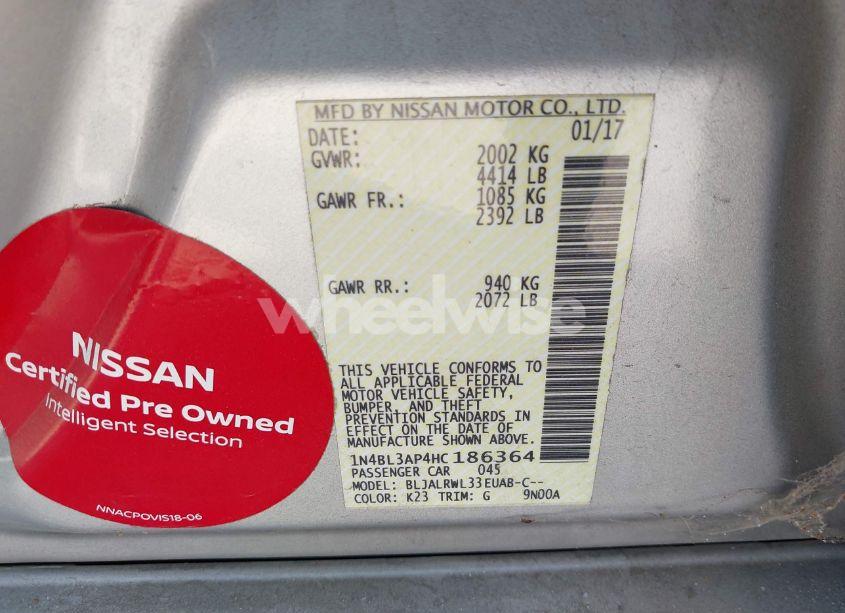 MFD BY NISSAN MOTOR CO., LTD.
DATE: 01/17
GVWR: 2002 KG
4414 LB
GAWR FR.: 1085 KG
2392 LB
GAWR RR.: 940 KG
2072 LB
wheelwise
THIS VEHICLE CONFORMS TO
ALL APPLICABLE FEDERAL
MOTOR VEHICLE SAFETY,
BUMPER, AND THEFT
PREVENTION STANDARDS IN
EFFECT ON THE DATE OF
MANUFACTURE SHOWN ABOVE.
1N4BL3AP4HC 186364
PASSENGER CAR 045
MODEL: BLJALRWL33EUAB-C--
COLOR: K23 TRIM: G 9N00A
NISSAN
Certified Pre Owned
Intelligent Selection
NNACPOVIS18-06